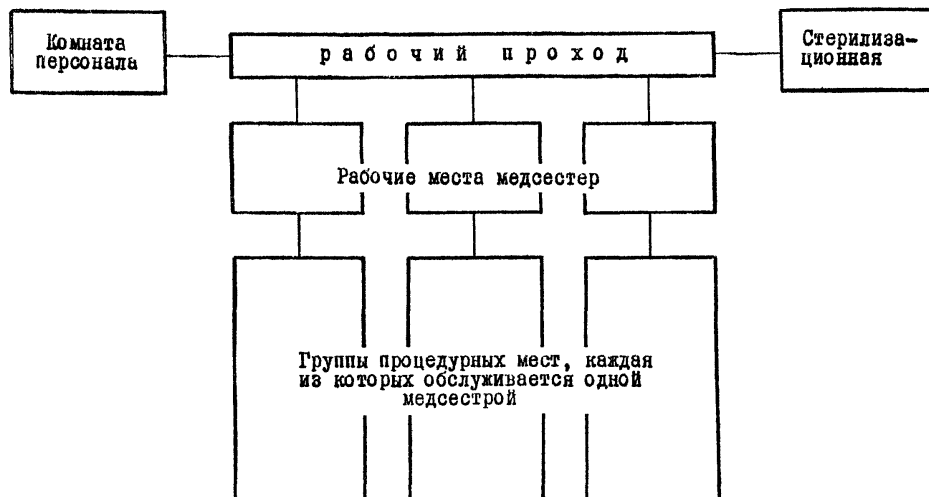 Комната
персонала
рабочий проход
Стерилиза-
ционная
Рабочие места медсестер
Группы процедурных мест, каждая
из которых обслуживается одной
медсестрой